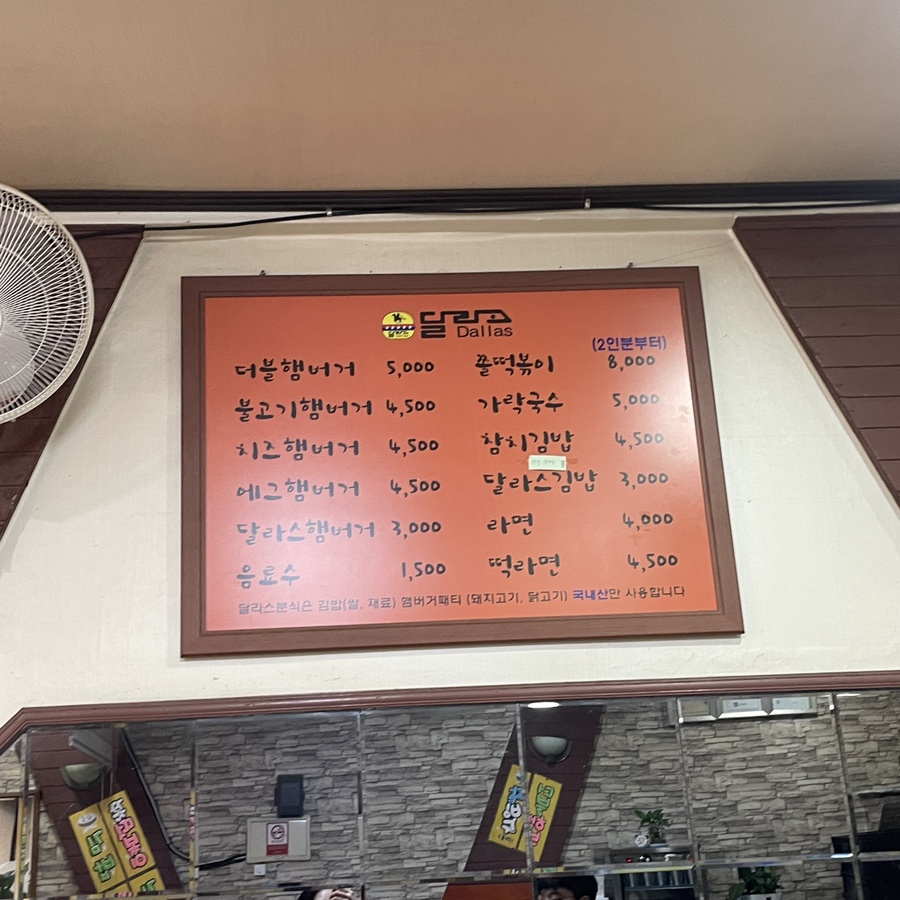 달라스
달라스
Dallas
더블햄버거 5,000
불고기햄버거 4,500
치즈햄버거 4,500
에그햄버거 4,500
달라스햄버거 3,000
음료수 1,500
(2인분부터)
쫄떡볶이 8,000
가락국수 5,000
참치김밥 4,500
달라스김밥 3,000
라면 4,000
떡라면 4,500
달라스분식은 김밥(쌀, 재료) 햄버거패티 (돼지고기, 닭고기) 국내산만 사용합니다